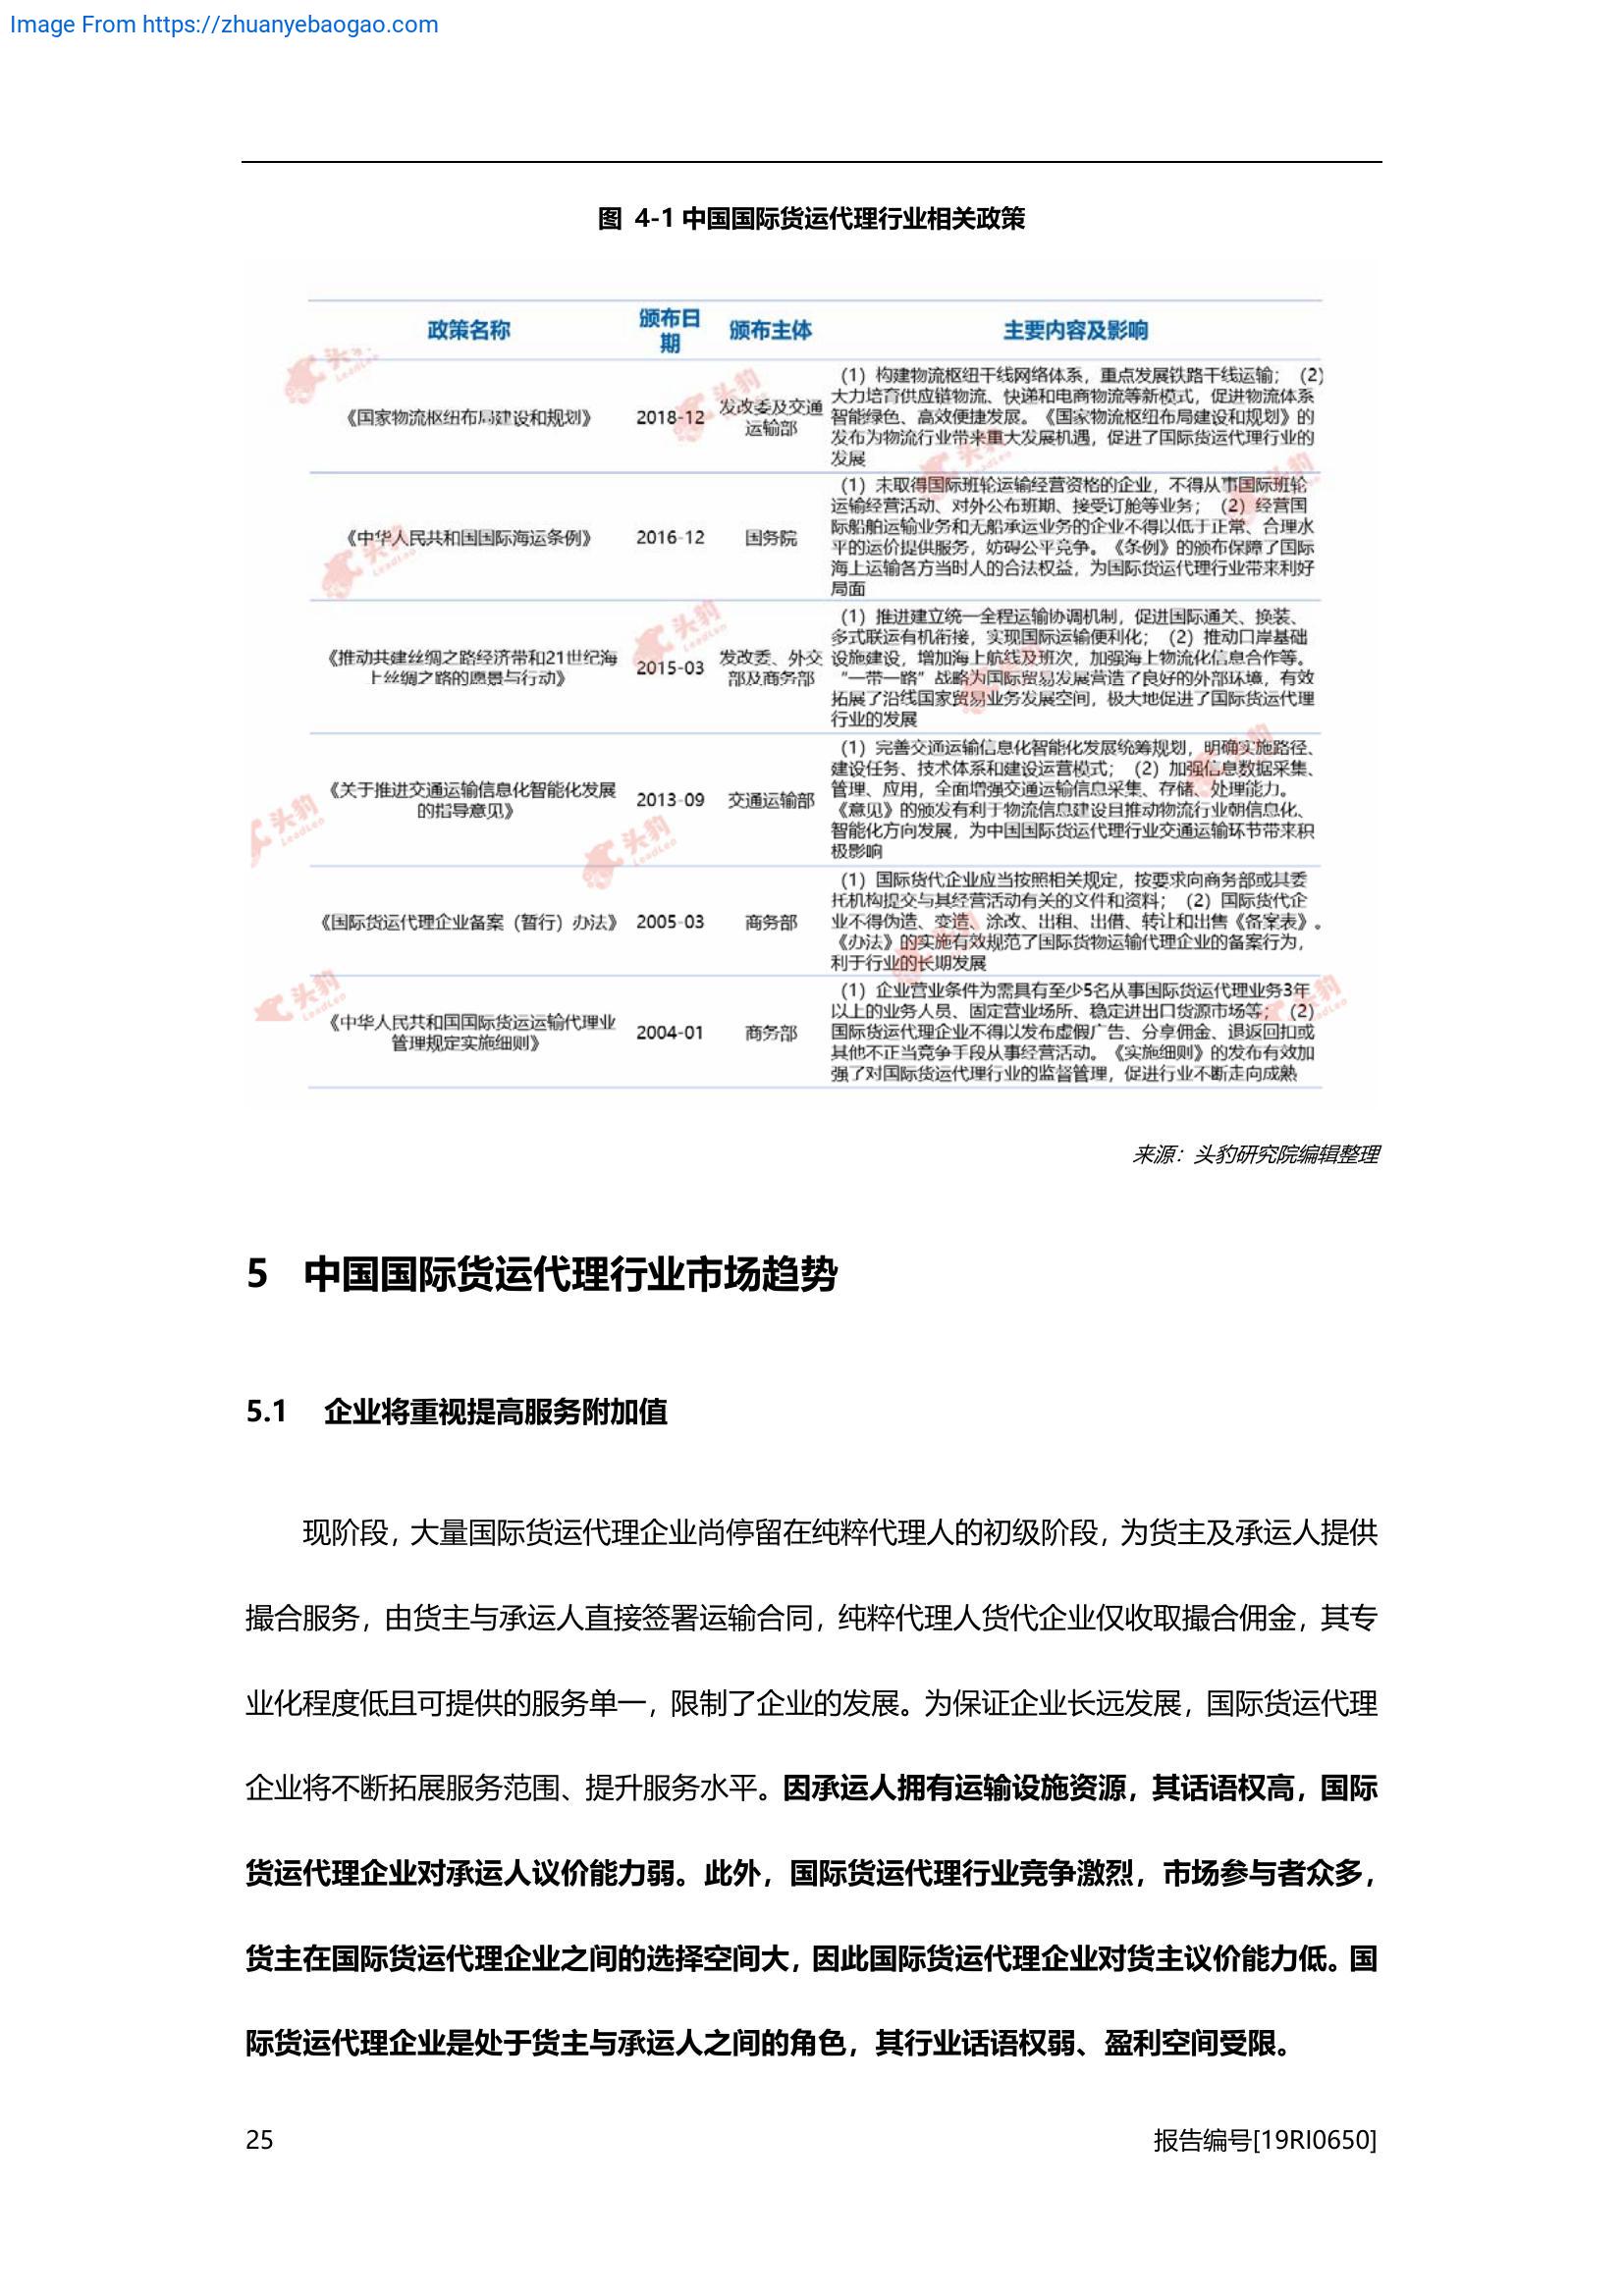 Image From https://zhuanyebaogao.com
图 4-1 中国国际货运代理行业相关政策
政策名称 颁布日期 颁布主体 主要内容及影响
《国家物流枢纽布局建设和规划》 2018-12 发改委及交通运输部
（1）构建物流枢纽干线网络体系，重点发展铁路干线运输；（2）
大力培育供应链物流、快递和电商物流等新模式，促进物流体系
智能绿色、高效便捷发展。《国家物流枢纽布局建设和规划》的
发布为物流行业带来重大发展机遇，促进了国际货运代理行业的
发展
《中华人民共和国国际海运条例》 2016-12 国务院
（1）未取得国际班轮运输经营资格的企业，不得从事国际班轮
运输经营活动、对外公布班期、接受订舱等业务；（2）经营国
际船舶运输业务和无船承运业务的企业不得以低于正常、合理水
平的运价提供服务，妨碍公平竞争。《条例》的颁布保障了国际
海上运输各方当时人的合法权益，为国际货运代理行业带来利好
局面
《推动共建丝绸之路经济带和21世纪海
上丝绸之路的愿景与行动》 2015-03 发改委、外交
部及商务部
（1）推进建立统一全程运输协调机制，促进国际通关、换装、
多式联运有机衔接，实现国际运输便利化；（2）推动口岸基础
设施建设，增加海上航线及班次，加强海上物流化信息合作等。
“一带一路”战略为国际贸易发展营造了良好的外部环境，有效
拓展了沿线国家贸易业务发展空间，极大地促进了国际货运代理
行业的发展
《关于推进交通运输信息化智能化发展
的指导意见》 2013-09 交通运输部
（1）完善交通运输信息化智能化发展统筹规划，明确实施路径、
建设任务、技术体系和建设运营模式；（2）加强信息数据采集、
管理、应用，全面增强交通运输信息采集、存储、处理能力。
《意见》的颁发有利于物流信息建设且推动物流行业朝信息化、
智能化方向发展，为中国国际货运代理行业交通运输环节带来积
极影响
《国际货运代理企业备案（暂行）办法》 2005-03 商务部
（1）国际货代企业应当按照相关规定，按要求向商务部或其委
托机构提交与其经营活动有关的文件和资料；（2）国际货代企
业不得伪造、变造、涂改、出租、出借、转让和出售《备案表》。
《办法》的实施有效规范了国际货物运输代理企业的备案行为，
利于行业的长期发展
《中华人民共和国国际货运运输代理业
管理规定实施细则》 2004-01 商务部
（1）企业营业条件为需具有至少5名从事国际货运代理业务3年
以上的业务人员、固定营业场所、稳定进出口货源市场等；（2）
国际货运代理企业不得以发布虚假广告、分享佣金、退返回扣或
其他不正当竞争手段从事经营活动。《实施细则》的发布有效加
强了对国际货运代理行业的监督管理，促进行业不断走向成熟
来源：头豹研究院编辑整理
5 中国国际货运代理行业市场趋势
5.1 企业将重视提高服务附加值
现阶段，大量国际货运代理企业尚停留在纯粹代理人的初级阶段，为货主及承运人提供
撮合服务，由货主与承运人直接签署运输合同，纯粹代理人货代企业仅收取撮合佣金，其专
业化程度低且可提供的服务单一，限制了企业的发展。为保证企业长远发展，国际货运代理
企业将不断拓展服务范围、提升服务水平。因承运人拥有运输设施资源，其话语权高，国际
货运代理企业对承运人议价能力弱。此外，国际货运代理行业竞争激烈，市场参与者众多，
货主在国际货运代理企业之间的选择空间大，因此国际货运代理企业对货主议价能力低。国
际货运代理企业是处于货主与承运人之间的角色，其行业话语权弱、盈利空间受限。
25 报告编号[19RI0650]